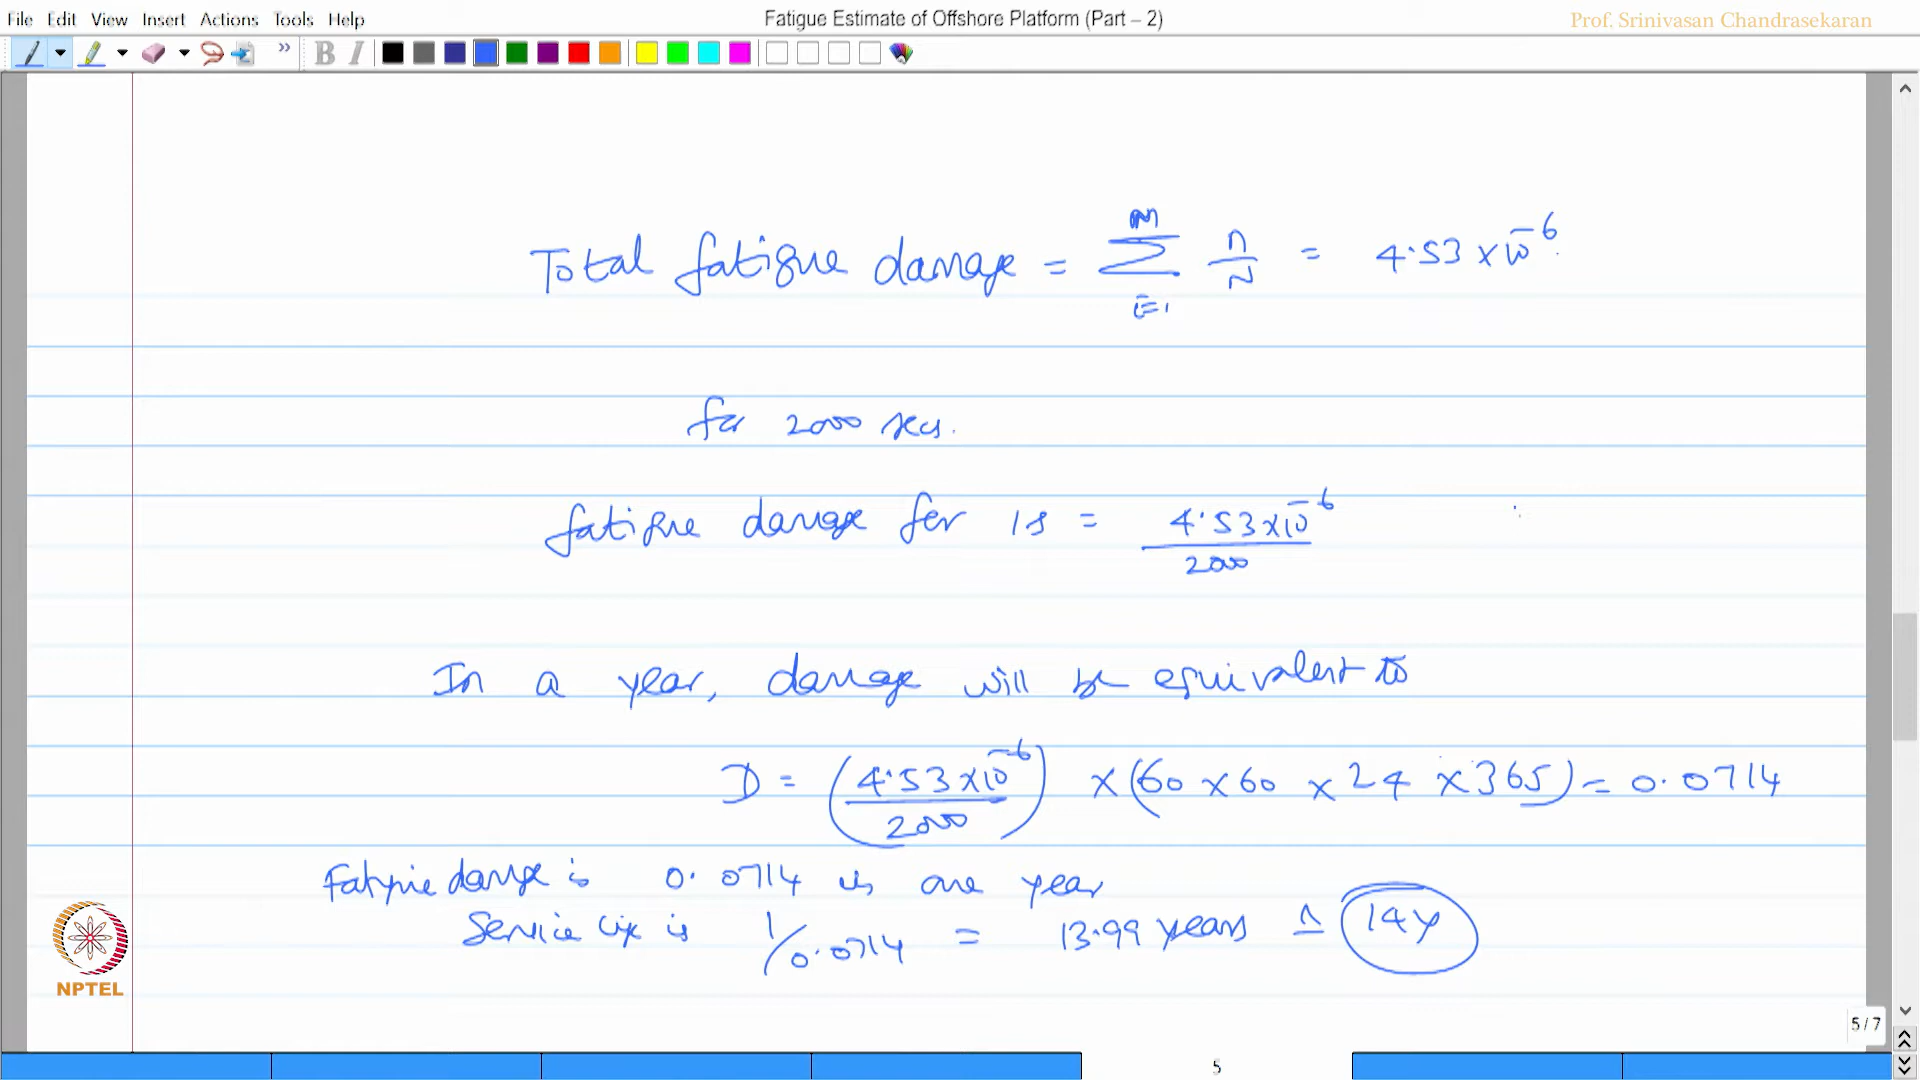 File Edit View Insert Actions Tools Help
Fatigue Estimate of Offshore Platform (Part – 2)
Prof. Srinivasan Chandrasekaran
B I
Total fatigue damage = m Σ i=1 n/N = 4.53 x 10^-6
for 2000 secs.
fatigue damage for 1s = 4.53x10^-6 / 2000
In a year, damage will be equivalent to
D = (4.53 x 10^-6 / 2000) x (60 x 60 x 24 x 365) = 0.0714
Fatigue damage is 0.0714 in one year
Service life is 1/0.0714 = 13.99 years ≏ 14y
NPTEL
5 / 7
5